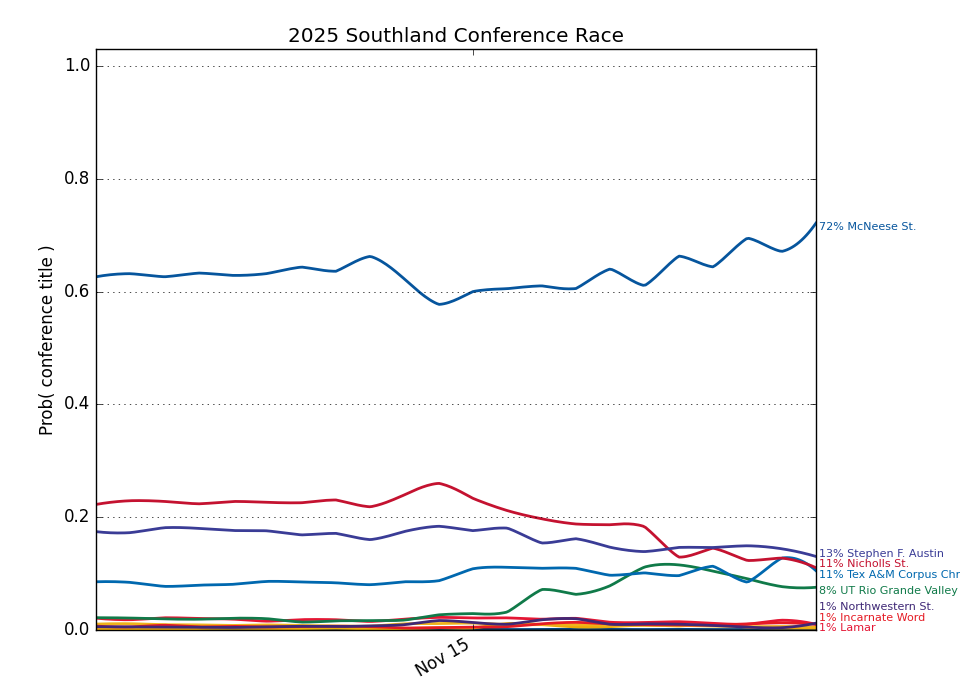 2025 Southland Conference Race
Prob( conference title )
1.0
0.8
0.6
0.4
0.2
0.0
Nov 15
72% McNeese St.
13% Stephen F. Austin
11% Nicholls St.
11% Tex A&M Corpus Chr
8% UT Rio Grande Valley
1% Northwestern St.
1% Incarnate Word
1% Lamar